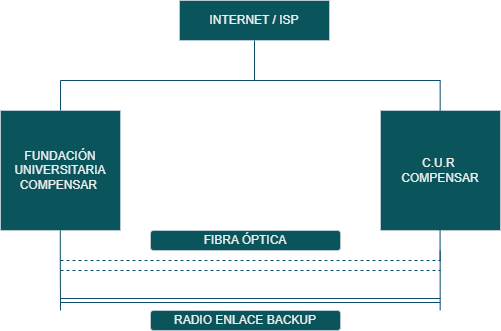 INTERNET / ISP
FUNDACIÓN
UNIVERSITARIA
COMPENSAR
C.U.R
COMPENSAR
FIBRA ÓPTICA
RADIO ENLACE BACKUP